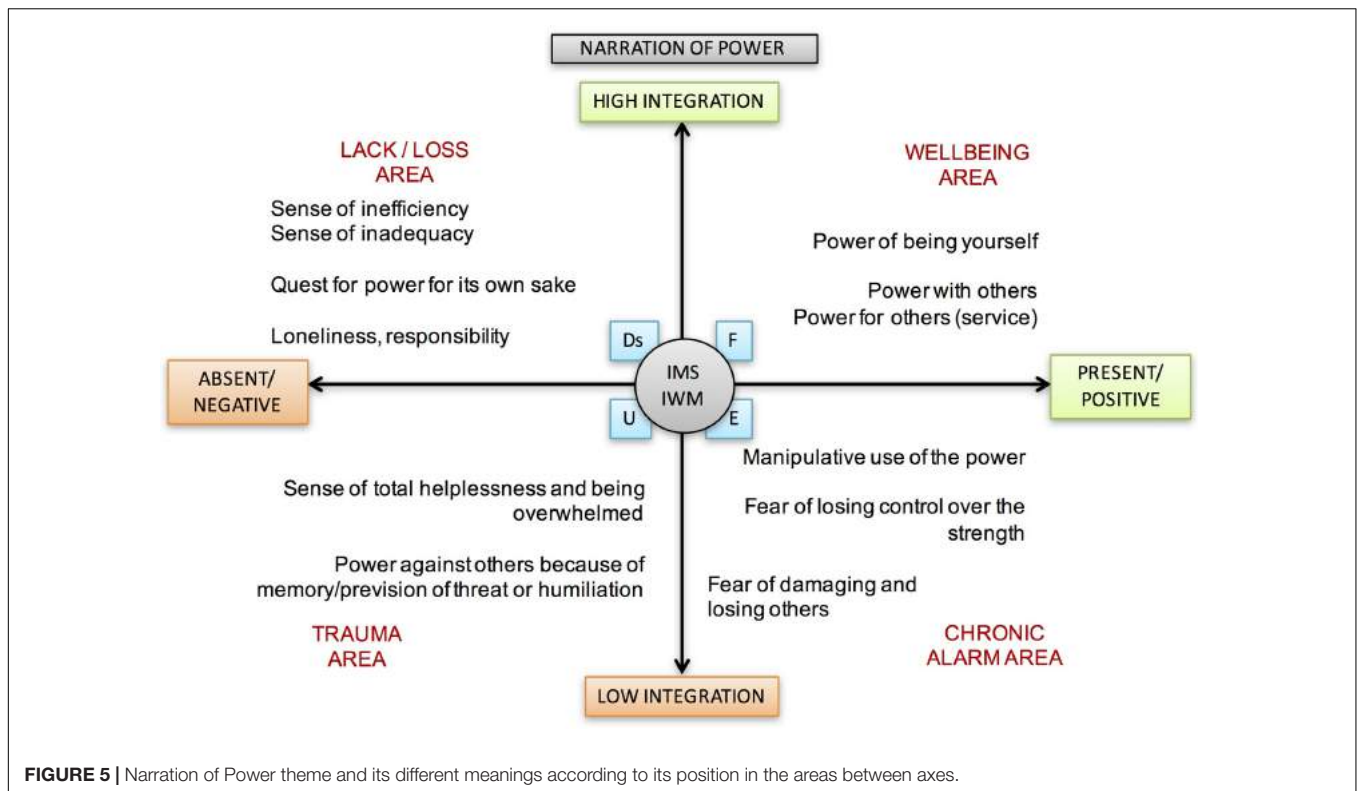 NARRATION OF POWER
HIGH INTEGRATION
LACK / LOSS
AREA
Sense of inefficiency
Sense of inadequacy
Quest for power for its own sake
Loneliness, responsibility
WELLBEING
AREA
Power of being yourself
Power with others
Power for others (service)
Ds
F
ABSENT/
NEGATIVE
IMS
IWM
PRESENT/
POSITIVE
U
E
Sense of total helplessness and being
overwhelmed
Power against others because of
memory/prevision of threat or humiliation
TRAUMA
AREA
Manipulative use of the power
Fear of losing control over the
strength
Fear of damaging and
losing others
CHRONIC
ALARM AREA
LOW INTEGRATION
FIGURE 5 | Narration of Power theme and its different meanings according to its position in the areas between axes.